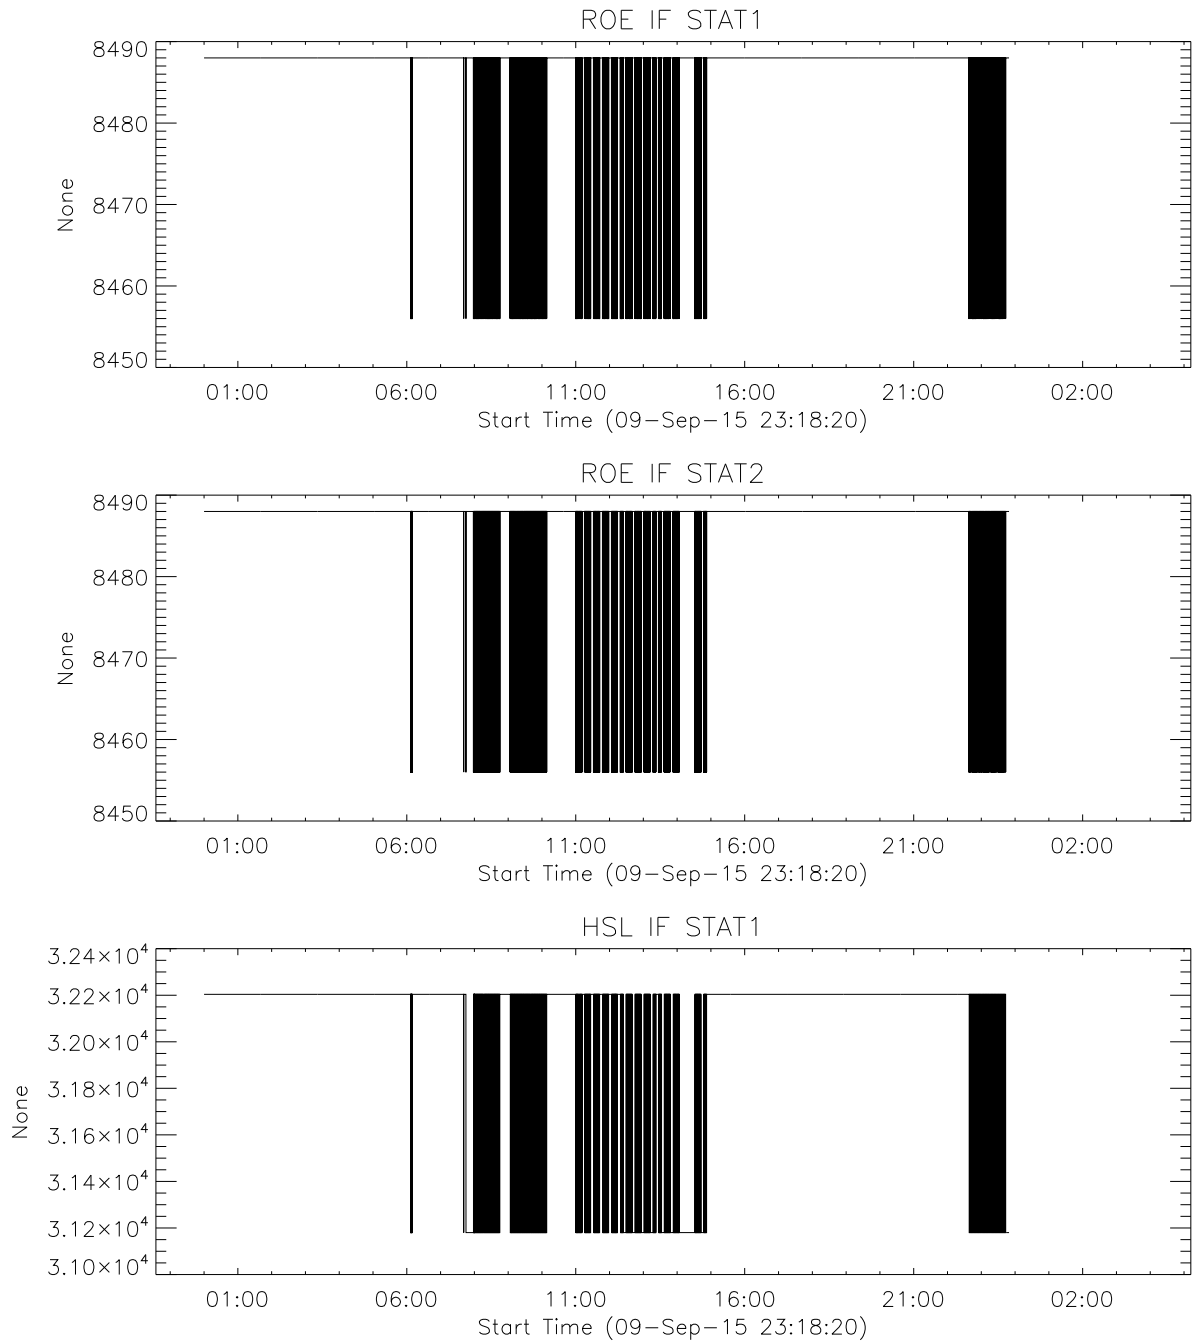 ROE IF STAT1
8490
8480
8470
8460
8450
None
01:00 06:00 11:00 16:00 21:00 02:00
Start Time (09-Sep-15 23:18:20)
ROE IF STAT2
8490
8480
8470
8460
8450
None
01:00 06:00 11:00 16:00 21:00 02:00
Start Time (09-Sep-15 23:18:20)
HSL IF STAT1
3.24×10⁴
3.22×10⁴
3.20×10⁴
3.18×10⁴
3.16×10⁴
3.14×10⁴
3.12×10⁴
3.10×10⁴
None
01:00 06:00 11:00 16:00 21:00 02:00
Start Time (09-Sep-15 23:18:20)